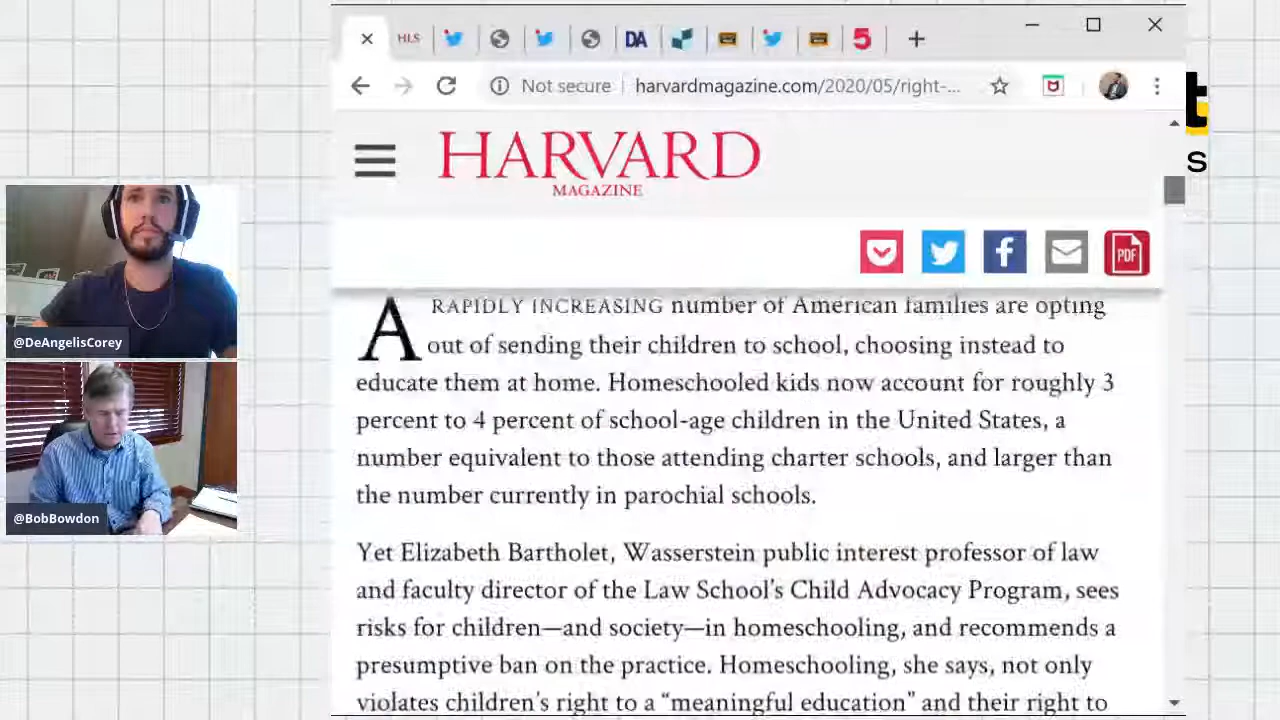 HLS
DA
5
Not secure
harvardmagazine.com/2020/05/right-...
t
s
HARVARD
MAGAZINE
PDF
A RAPIDLY INCREASING number of American families are opting
out of sending their children to school, choosing instead to
educate them at home. Homeschooled kids now account for roughly 3
percent to 4 percent of school-age children in the United States, a
number equivalent to those attending charter schools, and larger than
the number currently in parochial schools.
Yet Elizabeth Bartholet, Wasserstein public interest professor of law
and faculty director of the Law School's Child Advocacy Program, sees
risks for children—and society—in homeschooling, and recommends a
presumptive ban on the practice. Homeschooling, she says, not only
violates children's right to a “meaningful education” and their right to
@DeAngelisCorey
@BobBowdon